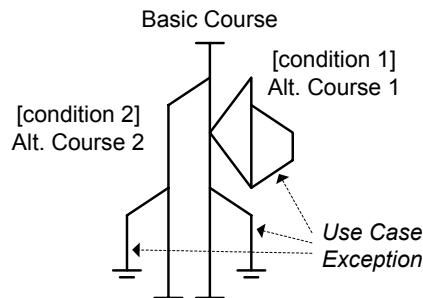 Basic Course
[condition 1]
Alt. Course 1
[condition 2]
Alt. Course 2
Use Case
Exception